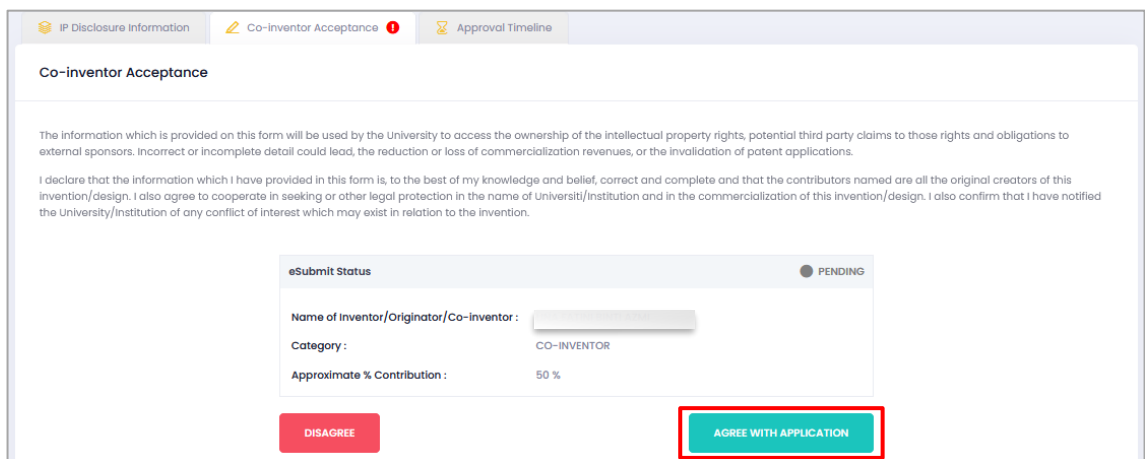 IP Disclosure Information
Co-inventor Acceptance
Approval Timeline
Co-inventor Acceptance
The information which is provided on this form will be used by the University to access the ownership of the intellectual property rights, potential third party claims to those rights and obligations to
external sponsors. Incorrect or incomplete detail could lead, the reduction or loss of commercialization revenues, or the invalidation of patent applications.
I declare that the information which I have provided in this form is, to the best of my knowledge and belief, correct and complete and that the contributors named are all the original creators of this
invention/design. I also agree to cooperate in seeking or other legal protection in the name of Universiti/Institution and in the commercialization of this invention/design. I also confirm that I have notified
the University/Institution of any conflict of interest which may exist in relation to the invention.
eSubmit Status
PENDING
Name of Inventor/Originator/Co-inventor :
Category : CO-INVENTOR
Approximate % Contribution : 50 %
DISAGREE
AGREE WITH APPLICATION